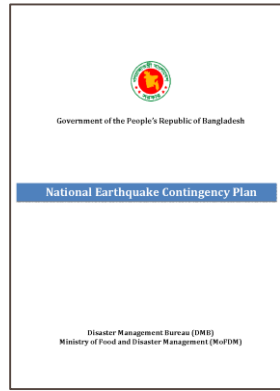 Government of the People's Republic of Bangladesh
National Earthquake Contingency Plan
Disaster Management Bureau (DMB)
Ministry of Food and Disaster Management (MoFDM)